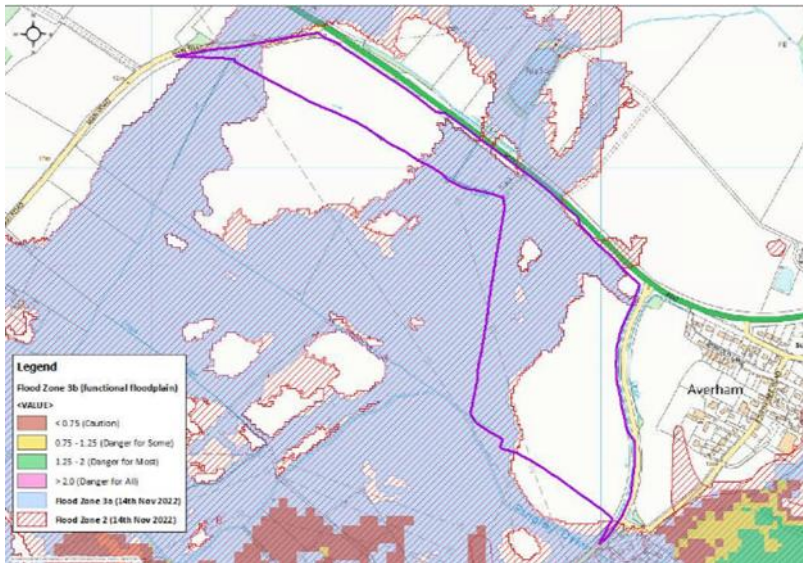 Averham
Legend
Flood Zone 3b (functional floodplain)
<VALUE>
< 0.75 (Caution)
0.75 - 1.25 (Danger for Some)
1.25 - 2 (Danger for Most)
> 2.0 (Danger for All)
Flood Zone 3a (14th Nov 2022)
Flood Zone 2 (14th Nov 2022)